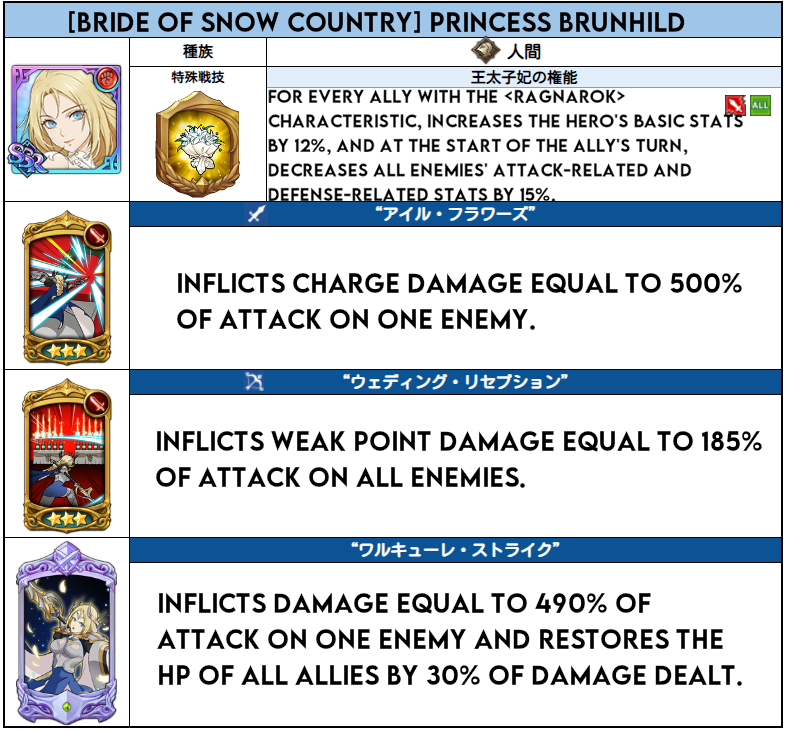 [BRIDE OF SNOW COUNTRY] PRINCESS BRUNHILD
種族
人間
特殊戦技
王太子妃の権能
SSR
FOR EVERY ALLY WITH THE <RAGNAROK>
CHARACTERISTIC, INCREASES THE HERO'S BASIC STATS
BY 12%, AND AT THE START OF THE ALLY'S TURN,
DECREASES ALL ENEMIES' ATTACK-RELATED AND
DEFENSE-RELATED STATS BY 15%.
ALL
“アイル・フラワーズ”
INFLICTS CHARGE DAMAGE EQUAL TO 500%
OF ATTACK ON ONE ENEMY.
“ウェディング・リセプション”
INFLICTS WEAK POINT DAMAGE EQUAL TO 185%
OF ATTACK ON ALL ENEMIES.
“ワルキューレ・ストライク”
INFLICTS DAMAGE EQUAL TO 490% OF
ATTACK ON ONE ENEMY AND RESTORES THE
HP OF ALL ALLIES BY 30% OF DAMAGE DEALT.